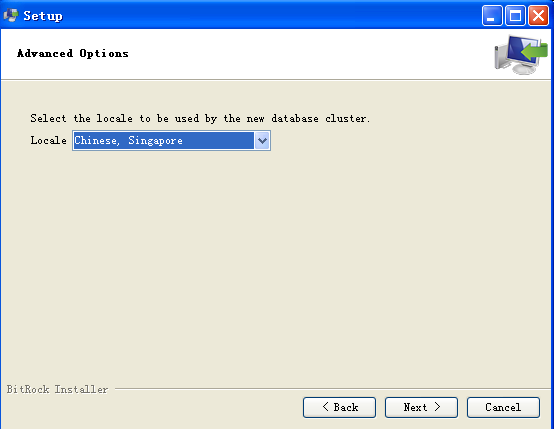 Setup
Advanced Options
Select the locale to be used by the new database cluster.
Locale Chinese, Singapore
BitRock Installer
< Back Next > Cancel